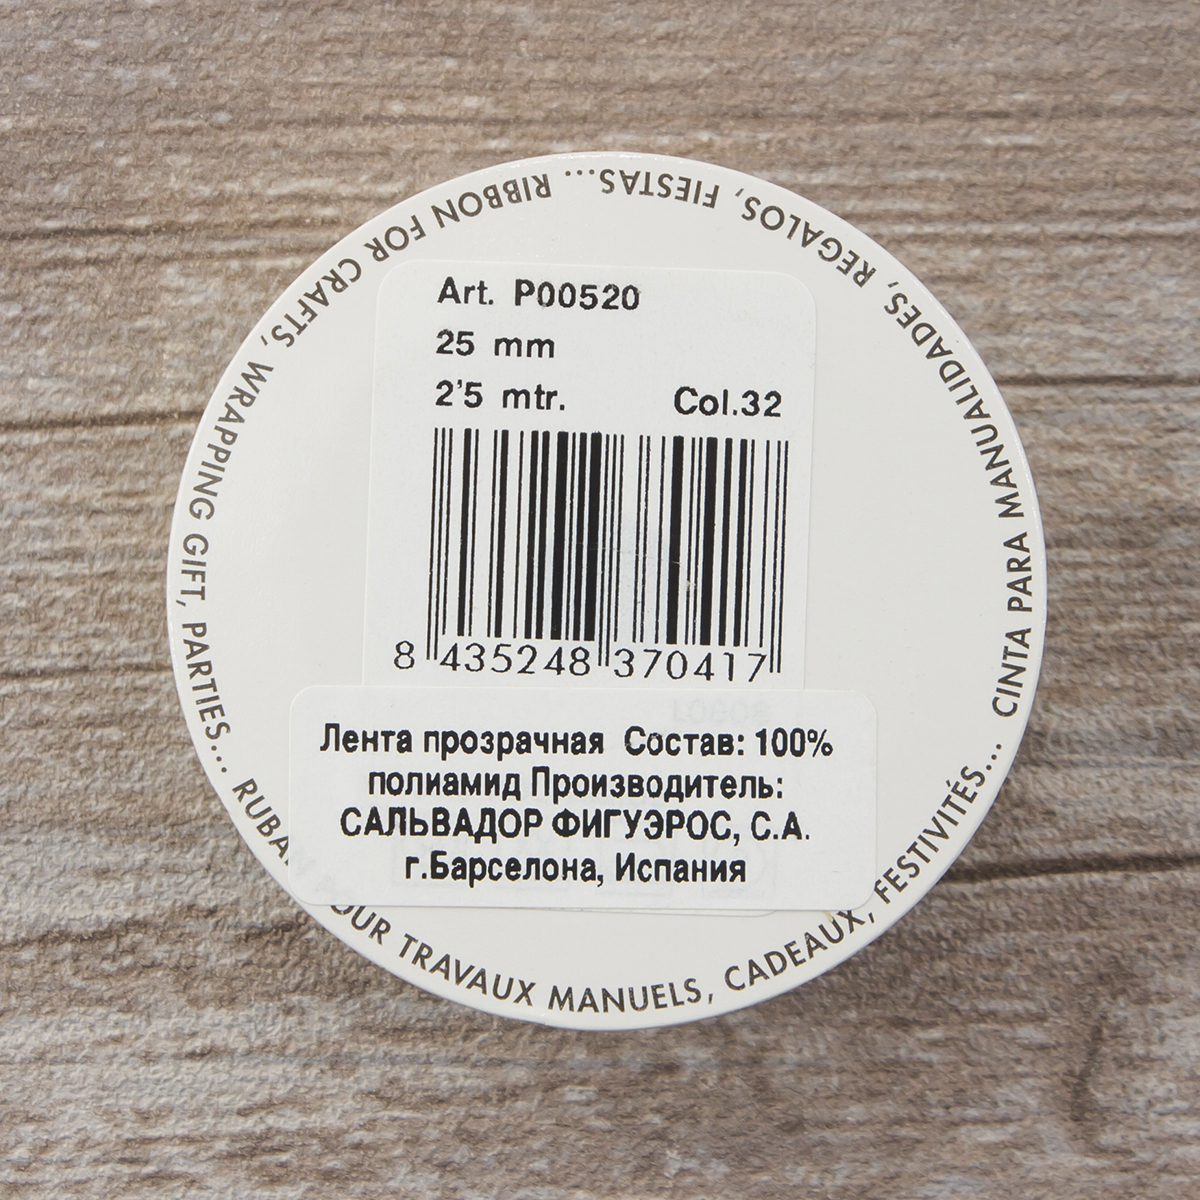 RIBBON FOR CRAFTS, WRAPPING GIFT, PARTIES...
CINTA PARA MANUALIDADES, REGALOS, FIESTAS...
Art. P00520
25 mm
2'5 mtr. Col.32
8 435248 370417
Лента прозрачная Состав: 100%
полиамид Производитель:
САЛЬВАДОР ФИГУЭРОС, С.А.
г.Барселона, Испания
RUBAN POUR TRAVAUX MANUELS, CADEAUX, FESTIVITÉS...